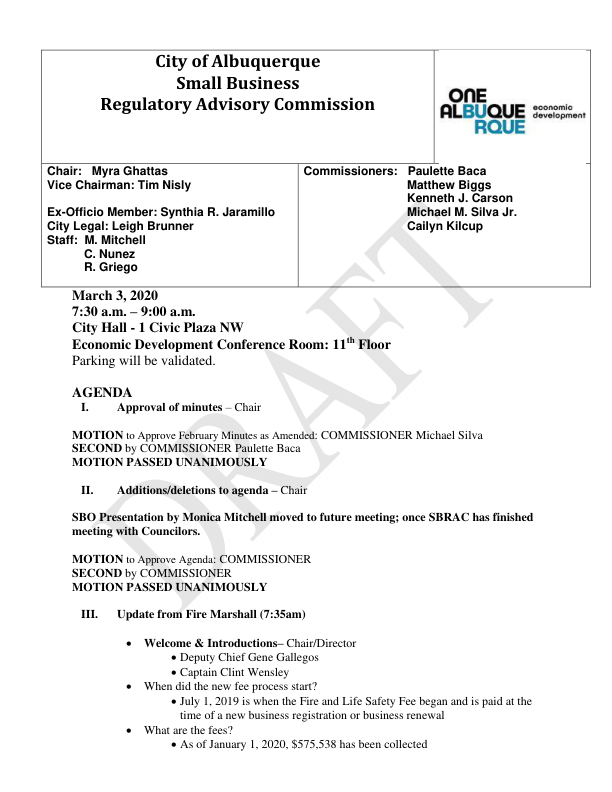 City of Albuquerque
Small Business
Regulatory Advisory Commission
ONE
ALBUQUE
RQUE
economic
development
Chair: Myra Ghattas
Vice Chairman: Tim Nisly
Ex-Officio Member: Synthia R. Jaramillo
City Legal: Leigh Brunner
Staff: M. Mitchell
C. Nunez
R. Griego
Commissioners: Paulette Baca
Matthew Biggs
Kenneth J. Carson
Michael M. Silva Jr.
Cailyn Kilcup
DRAFT
March 3, 2020
7:30 a.m. – 9:00 a.m.
City Hall - 1 Civic Plaza NW
Economic Development Conference Room: 11th Floor
Parking will be validated.
AGENDA
I. Approval of minutes – Chair
MOTION to Approve February Minutes as Amended: COMMISSIONER Michael Silva
SECOND by COMMISSIONER Paulette Baca
MOTION PASSED UNANIMOUSLY
II. Additions/deletions to agenda – Chair
SBO Presentation by Monica Mitchell moved to future meeting; once SBRAC has finished
meeting with Councilors.
MOTION to Approve Agenda: COMMISSIONER
SECOND by COMMISSIONER
MOTION PASSED UNANIMOUSLY
III. Update from Fire Marshall (7:35am)
• Welcome & Introductions– Chair/Director
• Deputy Chief Gene Gallegos
• Captain Clint Wensley
• When did the new fee process start?
• July 1, 2019 is when the Fire and Life Safety Fee began and is paid at the
time of a new business registration or business renewal
• What are the fees?
• As of January 1, 2020, $575,538 has been collected